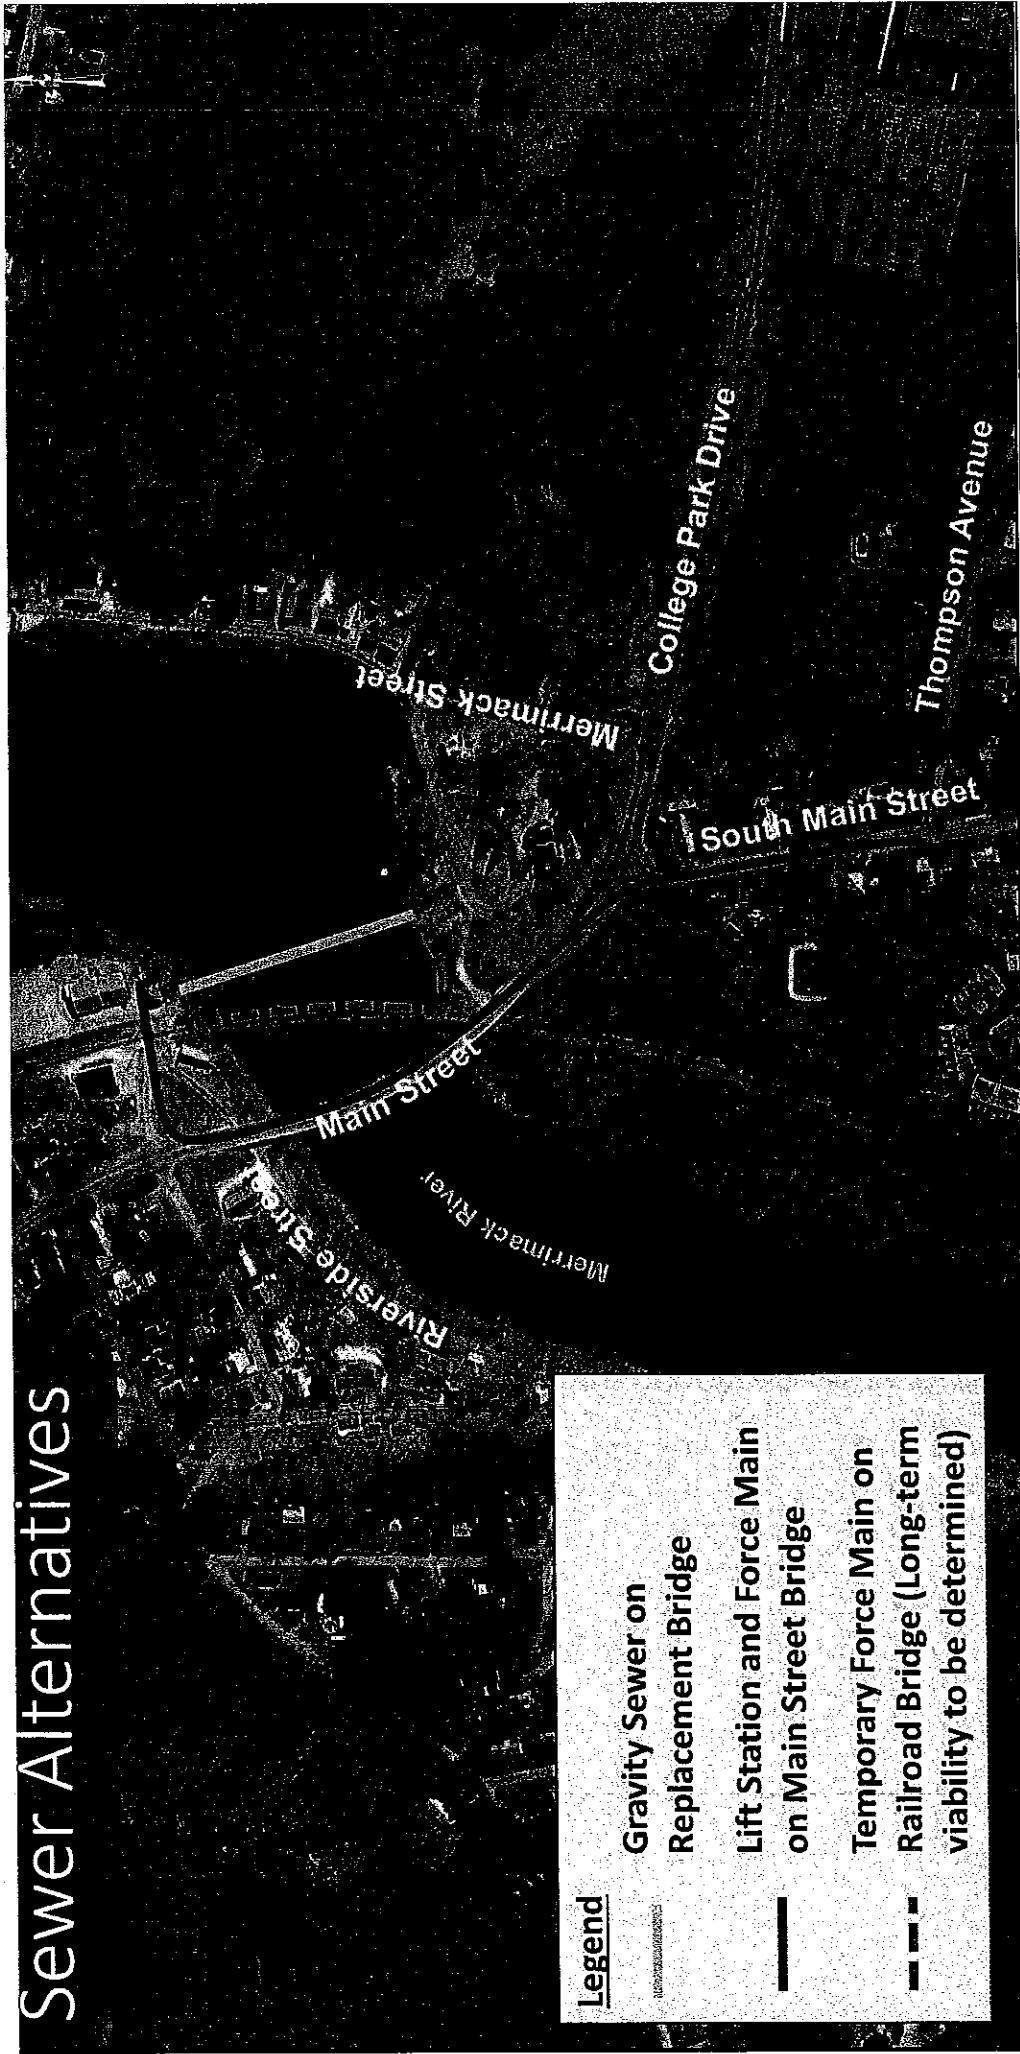 Sewer Alternatives
Riverside Street
Main Street
Merrimack River
Merrimack Street
College Park Drive
South Main Street
Thompson Avenue
Legend
Gravity Sewer on
Replacement Bridge
Lift Station and Force Main
on Main Street Bridge
Temporary Force Main on
Railroad Bridge (Long-term
viability to be determined)